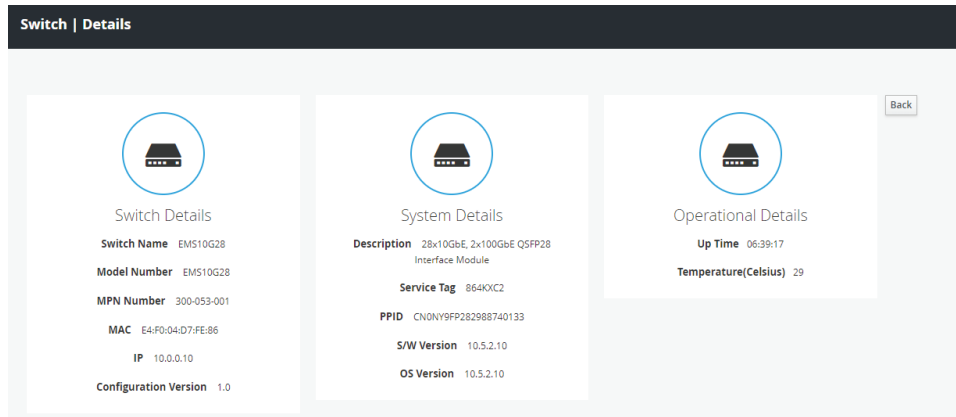 Switch | Details
Back
Switch Details
Switch Name EMS10G28
Model Number EMS10G28
MPN Number 300-053-001
MAC E4:F0:04:D7:FE:86
IP 10.0.0.10
Configuration Version 1.0
System Details
Description 28x10GbE, 2x100GbE QSFP28
Interface Module
Service Tag 864KXC2
PPID CN0NY9FP282988740133
S/W Version 10.5.2.10
OS Version 10.5.2.10
Operational Details
Up Time 06:39:17
Temperature(Celsius) 29